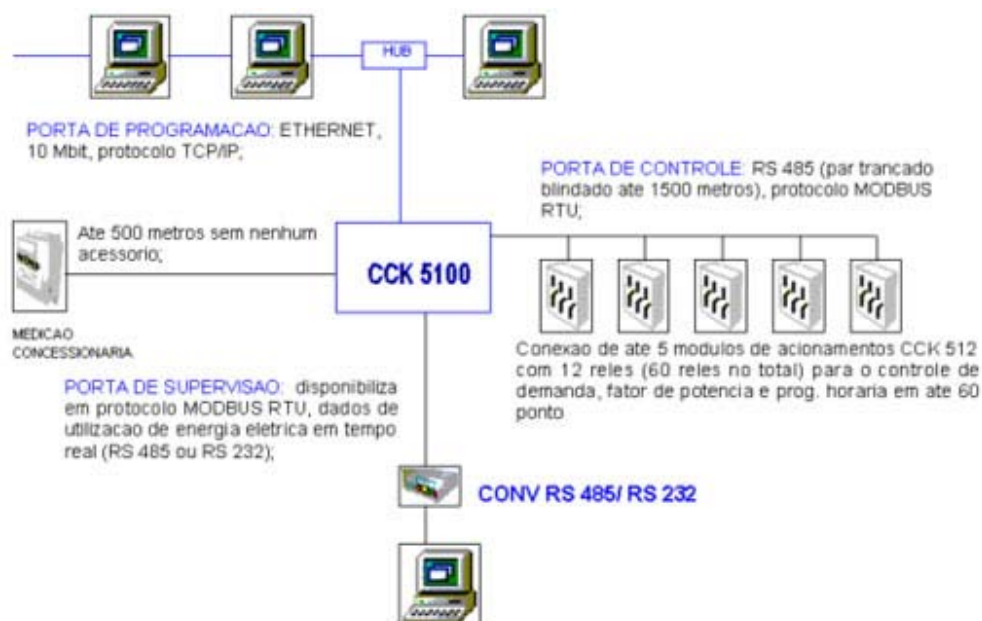 HUB
PORTA DE PROGRAMACAO: ETHERNET,
10 Mbit, protocolo TCP/IP;
PORTA DE CONTROLE: RS 485 (par trancado
blindado ate 1500 metros), protocolo MODBUS
RTU;
Ate 500 metros sem nenhum
acessorio;
CCK 5100
MEDICAO
CONCESSIONARIA
Conexao de ate 5 modulos de acionamentos CCK 512
com 12 reles (60 reles no total) para o controle de
demanda, fator de potencia e prog. horaria em ate 60
ponto
PORTA DE SUPERVISAO: disponibiliza
em protocolo MODBUS RTU, dados de
utilizacao de energia eletrica em tempo
real (RS 485 ou RS 232);
CONV RS 485/ RS 232